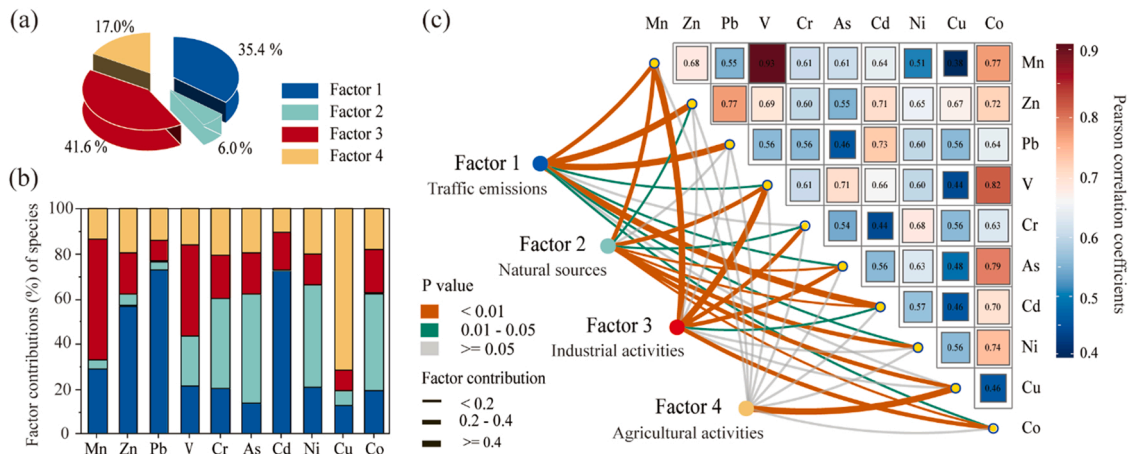 (a)
17.0%
35.4 %
41.6 %
6.0%
Factor 1
Factor 2
Factor 3
Factor 4
(b)
Factor contributions (%) of species
100
80
60
40
20
0
Mn Zn Pb V Cr As Cd Ni Cu Co
(c)
Mn Zn Pb V Cr As Cd Ni Cu Co
0.68 0.55 0.93 0.61 0.61 0.64 0.51 0.38 0.77 Mn
0.77 0.69 0.60 0.55 0.71 0.65 0.67 0.72 Zn
0.56 0.56 0.46 0.73 0.60 0.56 0.64 Pb
0.61 0.71 0.66 0.60 0.44 0.82 V
0.54 0.44 0.68 0.56 0.63 Cr
0.56 0.63 0.48 0.79 As
0.57 0.46 0.70 Cd
0.56 0.74 Ni
0.46 Cu
Co
Factor 1
Traffic emissions
Factor 2
Natural sources
Factor 3
Industrial activities
Factor 4
Agricultural activities
P value
< 0.01
0.01 - 0.05
>= 0.05
Factor contribution
< 0.2
0.2 - 0.4
>= 0.4
0.9
0.8
0.7
0.6
0.5
0.4
Pearson correlation coefficients